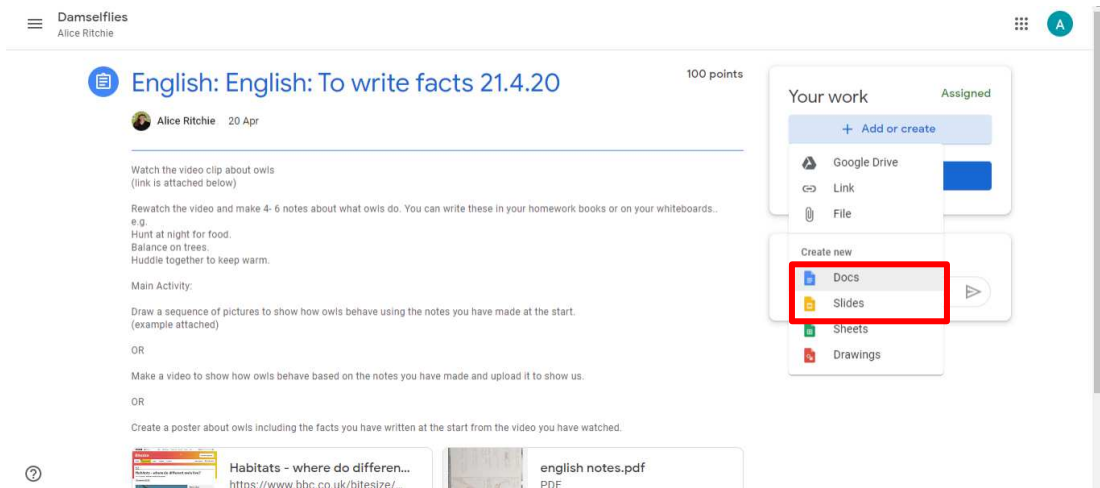 Damselflies
Alice Ritchie
A
English: English: To write facts 21.4.20
100 points
Alice Ritchie 20 Apr
Watch the video clip about owls
(link is attached below)
Rewatch the video and make 4- 6 notes about what owls do. You can write these in your homework books or on your whiteboards..
e.g.
Hunt at night for food.
Balance on trees.
Huddle together to keep warm.
Main Activity:
Draw a sequence of pictures to show how owls behave using the notes you have made at the start.
(example attached)
OR
Make a video to show how owls behave based on the notes you have made and upload it to show us.
OR
Create a poster about owls including the facts you have written at the start from the video you have watched.
Habitats - where do differen...
https://www.bbc.co.uk/bitesize/...
english notes.pdf
PDF
Your work
Assigned
+ Add or create
Google Drive
Link
File
Create new
Docs
Slides
Sheets
Drawings